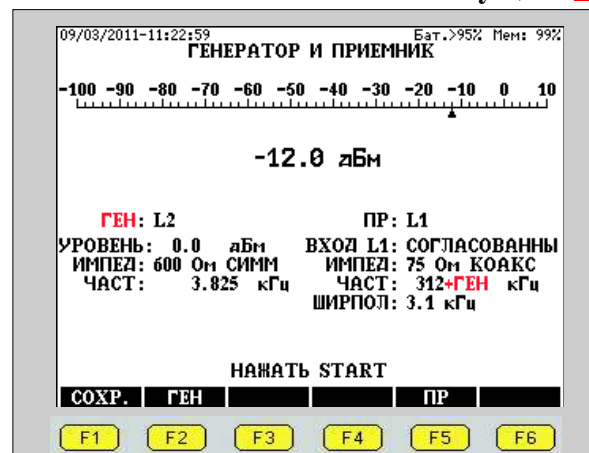 09/03/2011-11:22:59 Бат.>95% Мем: 99%
ГЕНЕРАТОР И ПРИЕМНИК
-100 -90 -80 -70 -60 -50 -40 -30 -20 -10 0 10
-12.0 дБм
ГЕН: L2 ПР: L1
УРОВЕНЬ: 0.0 дБм ВХОД L1: СОГЛАСОВАННЫ
ИМПЕД: 600 Ом СИММ ИМПЕД: 75 Ом КОАКС
ЧАСТ: 3.825 кГц ЧАСТ: 312+ГЕН кГц
ШИРПОЛ: 3.1 кГц
НАЖАТЬ START
СОХР. ГЕН ПР
F1 F2 F3 F4 F5 F6